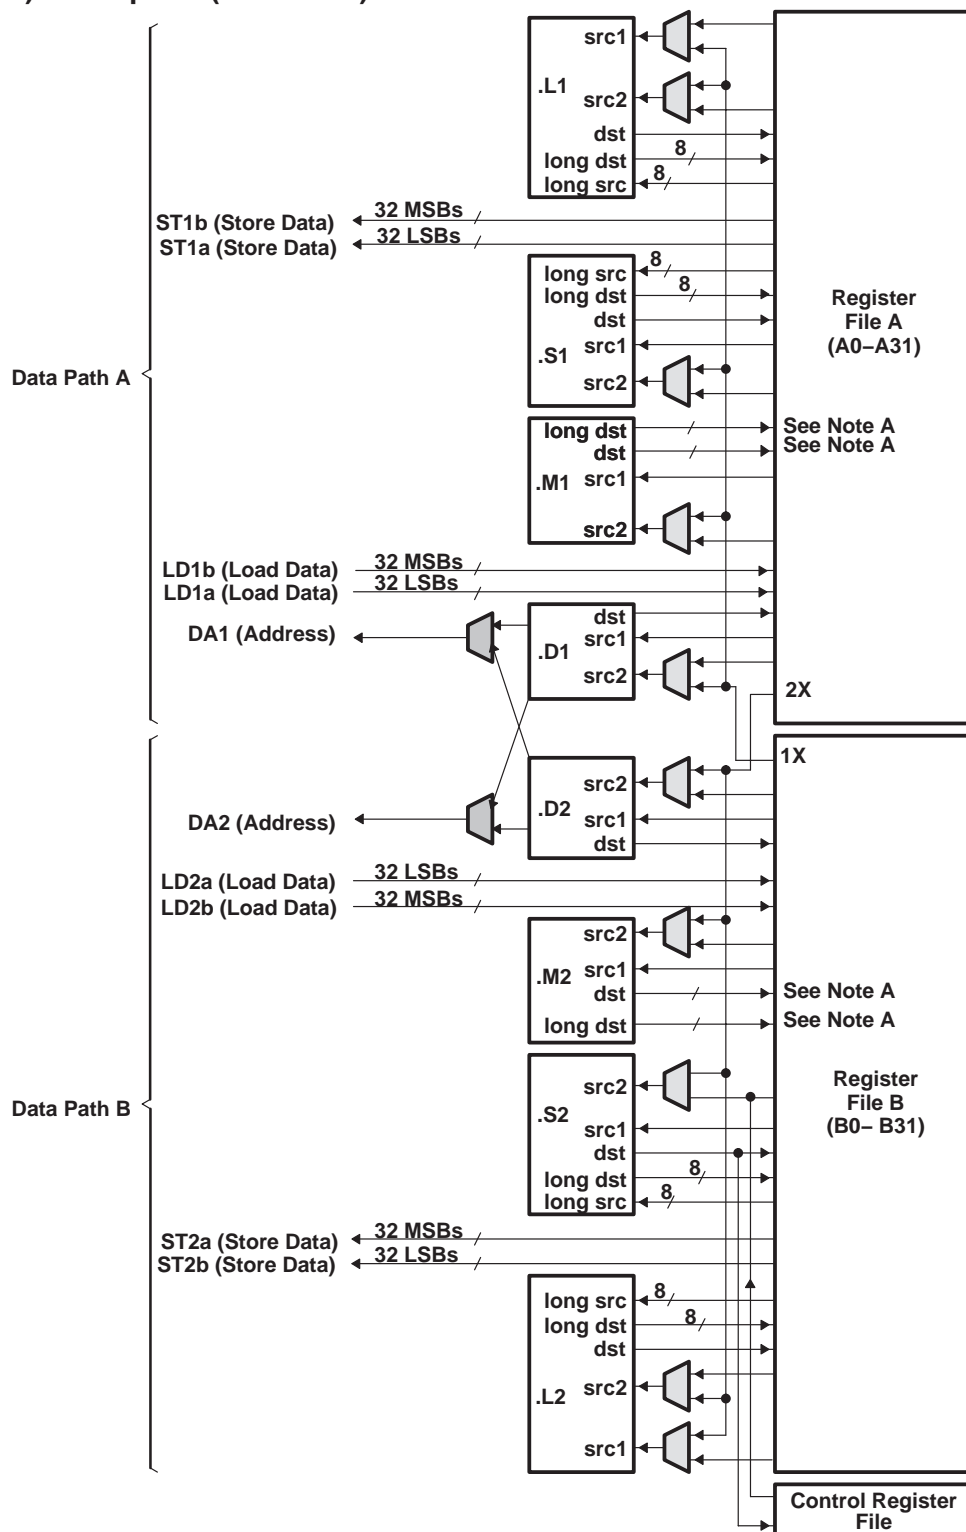 src1
.L1
src2
dst
long dst
8
long src
8
ST1b (Store Data)
32 MSBs
ST1a (Store Data)
32 LSBs
long src
8
long dst
8
dst
.S1
src1
src2
Register
File A
(A0–A31)
Data Path A
long dst
See Note A
dst
See Note A
.M1
src1
src2
LD1b (Load Data)
32 MSBs
LD1a (Load Data)
32 LSBs
DA1 (Address)
dst
src1
.D1
src2
2X
1X
DA2 (Address)
src2
.D2
src1
dst
LD2a (Load Data)
32 LSBs
LD2b (Load Data)
32 MSBs
src2
.M2
src1
dst
See Note A
long dst
See Note A
Data Path B
src2
.S2
src1
dst
long dst
8
long src
8
Register
File B
(B0– B31)
ST2a (Store Data)
32 MSBs
ST2b (Store Data)
32 LSBs
long src
8
long dst
8
dst
.L2
src2
src1
Control Register
File